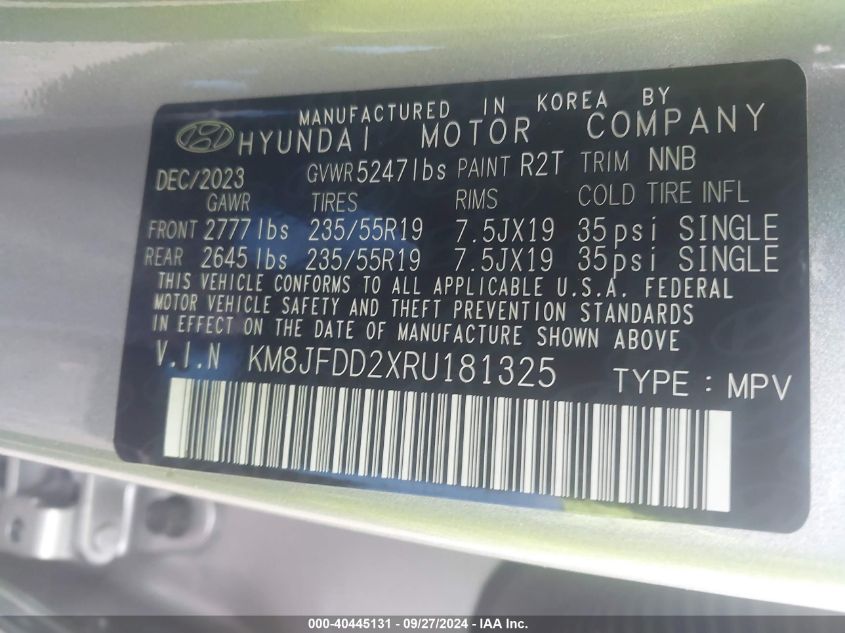 MANUFACTURED IN KOREA BY
HYUNDAI MOTOR COMPANY
DEC/2023 GVWR 5247lbs PAINT R2T TRIM NNB
GAWR TIRES RIMS COLD TIRE INFL
FRONT 2777lbs 235/55R19 7.5JX19 35psi SINGLE
REAR 2645lbs 235/55R19 7.5JX19 35psi SINGLE
THIS VEHICLE CONFORMS TO ALL APPLICABLE U.S.A. FEDERAL
MOTOR VEHICLE SAFETY AND THEFT PREVENTION STANDARDS
IN EFFECT ON THE DATE OF MANUFACTURE SHOWN ABOVE
V.I.N KM8JFDD2XRU181325 TYPE : MPV
000-40445131 - 09/27/2024 - IAA Inc.